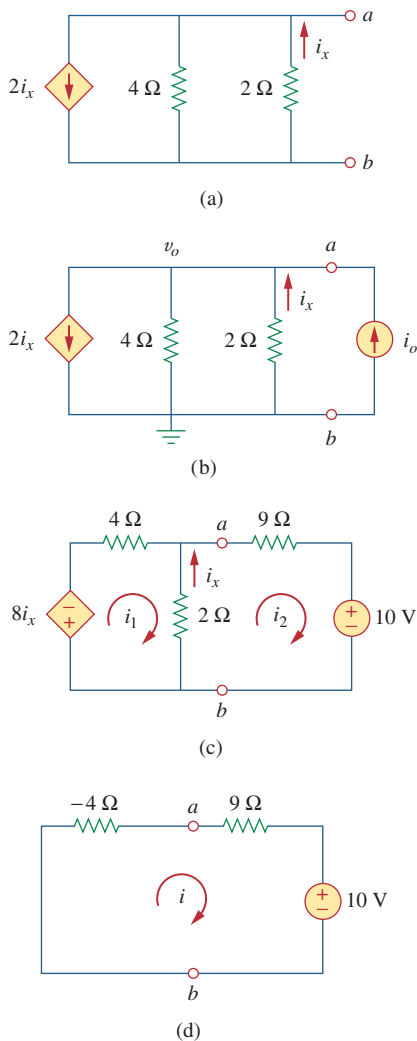 a
i_x
2i_x
4 Ω
2 Ω
b
(a)
v_o
a
i_x
2i_x
4 Ω
2 Ω
i_o
b
(b)
4 Ω
a
9 Ω
i_x
8i_x
− +
i_1
2 Ω
i_2
+ −
10 V
b
(c)
−4 Ω
a
9 Ω
i
+ −
10 V
b
(d)